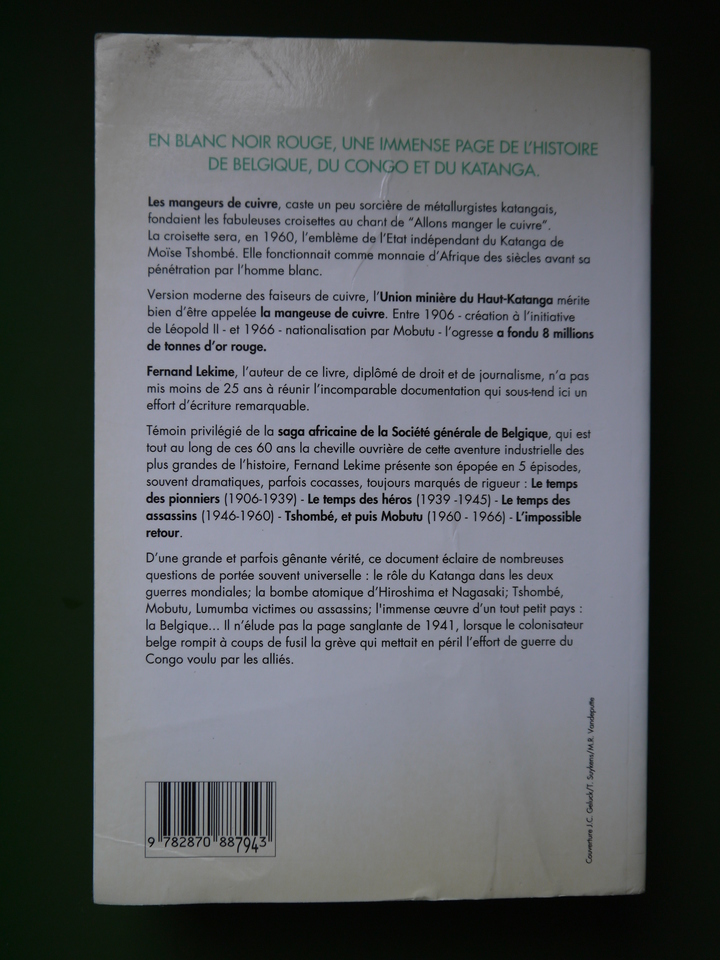 EN BLANC NOIR ROUGE, UNE IMMENSE PAGE DE L'HISTOIRE
DE BELGIQUE, DU CONGO ET DU KATANGA.
Les mangeurs de cuivre, caste un peu sorcière de métallurgistes katangais,
fondaient les fabuleuses croisettes au chant de "Allons manger le cuivre".
La croisette sera, en 1960, l'emblème de l'Etat indépendant du Katanga de
Moïse Tshombé. Elle fonctionnait comme monnaie d'Afrique des siècles avant sa
pénétration par l'homme blanc.
Version moderne des faiseurs de cuivre, l'Union minière du Haut-Katanga mérite
bien d'être appelée la mangeuse de cuivre. Entre 1906 - création à l'initiative
de Léopold II - et 1966 - nationalisation par Mobutu - l'ogresse a fondu 8 millions
de tonnes d'or rouge.
Fernand Lekime, l'auteur de ce livre, diplômé de droit et de journalisme, n'a pas
mis moins de 25 ans à réunir l'incomparable documentation qui sous-tend ici un
effort d'écriture remarquable.
Témoin privilégié de la saga africaine de la Société générale de Belgique, qui est
tout au long de ces 60 ans la cheville ouvrière de cette aventure industrielle des
plus grandes de l'histoire, Fernand Lekime présente son épopée en 5 épisodes,
souvent dramatiques, parfois cocasses, toujours marqués de rigueur : Le temps
des pionniers (1906-1939) - Le temps des héros (1939 -1945) - Le temps des
assassins (1946-1960) - Tshombé, et puis Mobutu (1960 - 1966) - L'impossible
retour.
D'une grande et parfois gênante vérité, ce document éclaire de nombreuses
questions de portée souvent universelle : le rôle du Katanga dans les deux
guerres mondiales; la bombe atomique d'Hiroshima et Nagasaki; Tshombé,
Mobutu, Lumumba victimes ou assassins; l'immense œuvre d'un tout petit pays :
la Belgique... Il n'élude pas la page sanglante de 1941, lorsque le colonisateur
belge rompit à coups de fusil la grève qui mettait en péril l'effort de guerre du
Congo voulu par les alliés.
Couverture J.C. Geluck/T. Suykens/M.R. Vandeputte
9 782870 887943